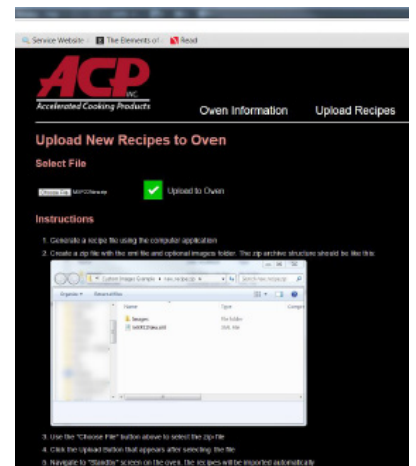 Service Website
The Elements of
Read
ACP
INC.
Accelerated Cooking Products
Oven Information
Upload Recipes
Upload New Recipes to Oven
Select File
Choose File
Upload to Oven
Instructions
1. Generate a recipe file using the computer application
2. Create a zip file with the xml file and optional images folder. The zip archive structure should be like this
Custom Images Example
Organize
Name
Type
Images
File folder
XML File
3. Use the "Choose File" button above to select the zip file
4. Click the Upload Button that appears after selecting the file
5. Navigate to "Standby" screen on the oven, the recipes will be imported automatically